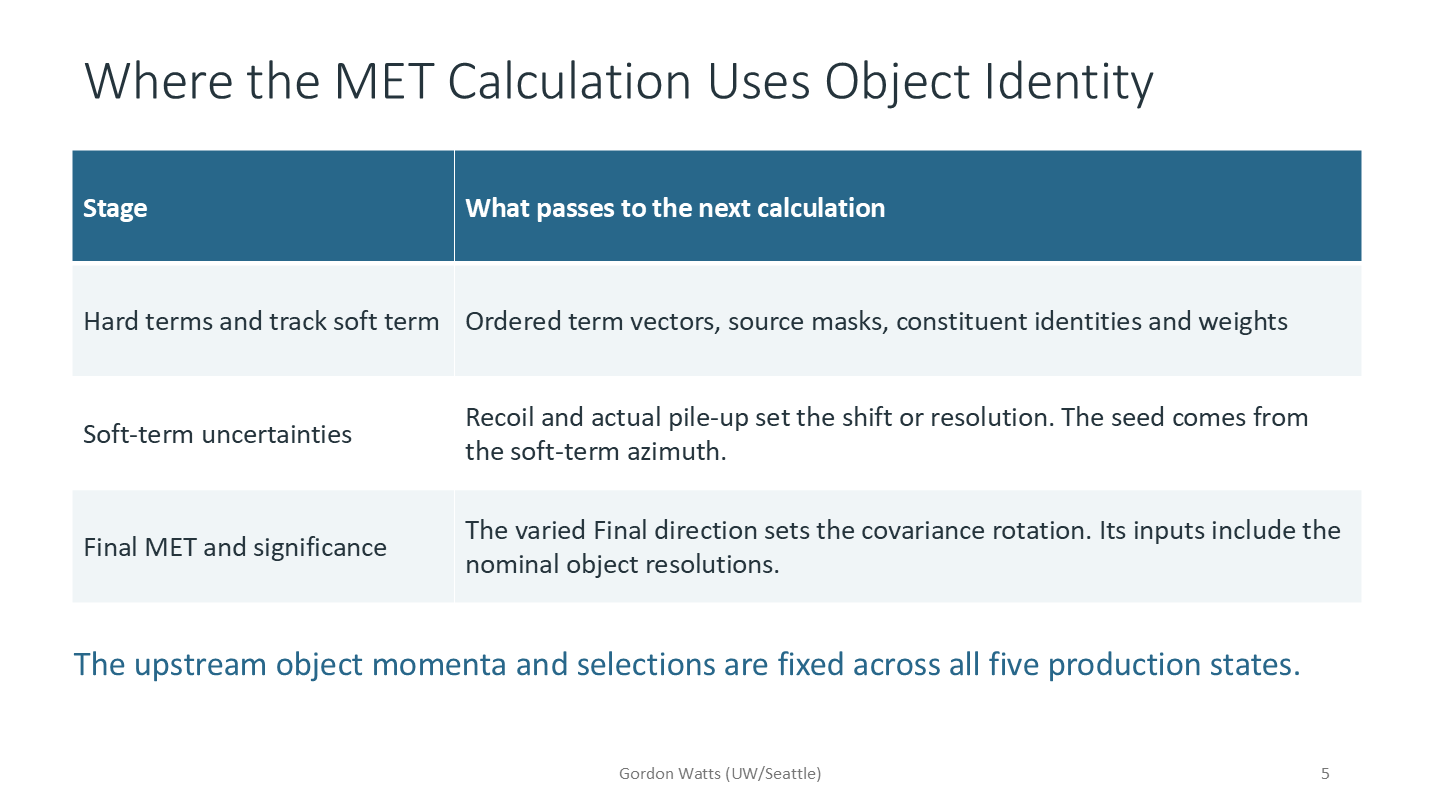 Where the MET Calculation Uses Object Identity
Stage
What passes to the next calculation
Hard terms and track soft term
Ordered term vectors, source masks, constituent identities and weights
Soft-term uncertainties
Recoil and actual pile-up set the shift or resolution. The seed comes from
the soft-term azimuth.
Final MET and significance
The varied Final direction sets the covariance rotation. Its inputs include the
nominal object resolutions.
The upstream object momenta and selections are fixed across all five production states.
Gordon Watts (UW/Seattle)
5